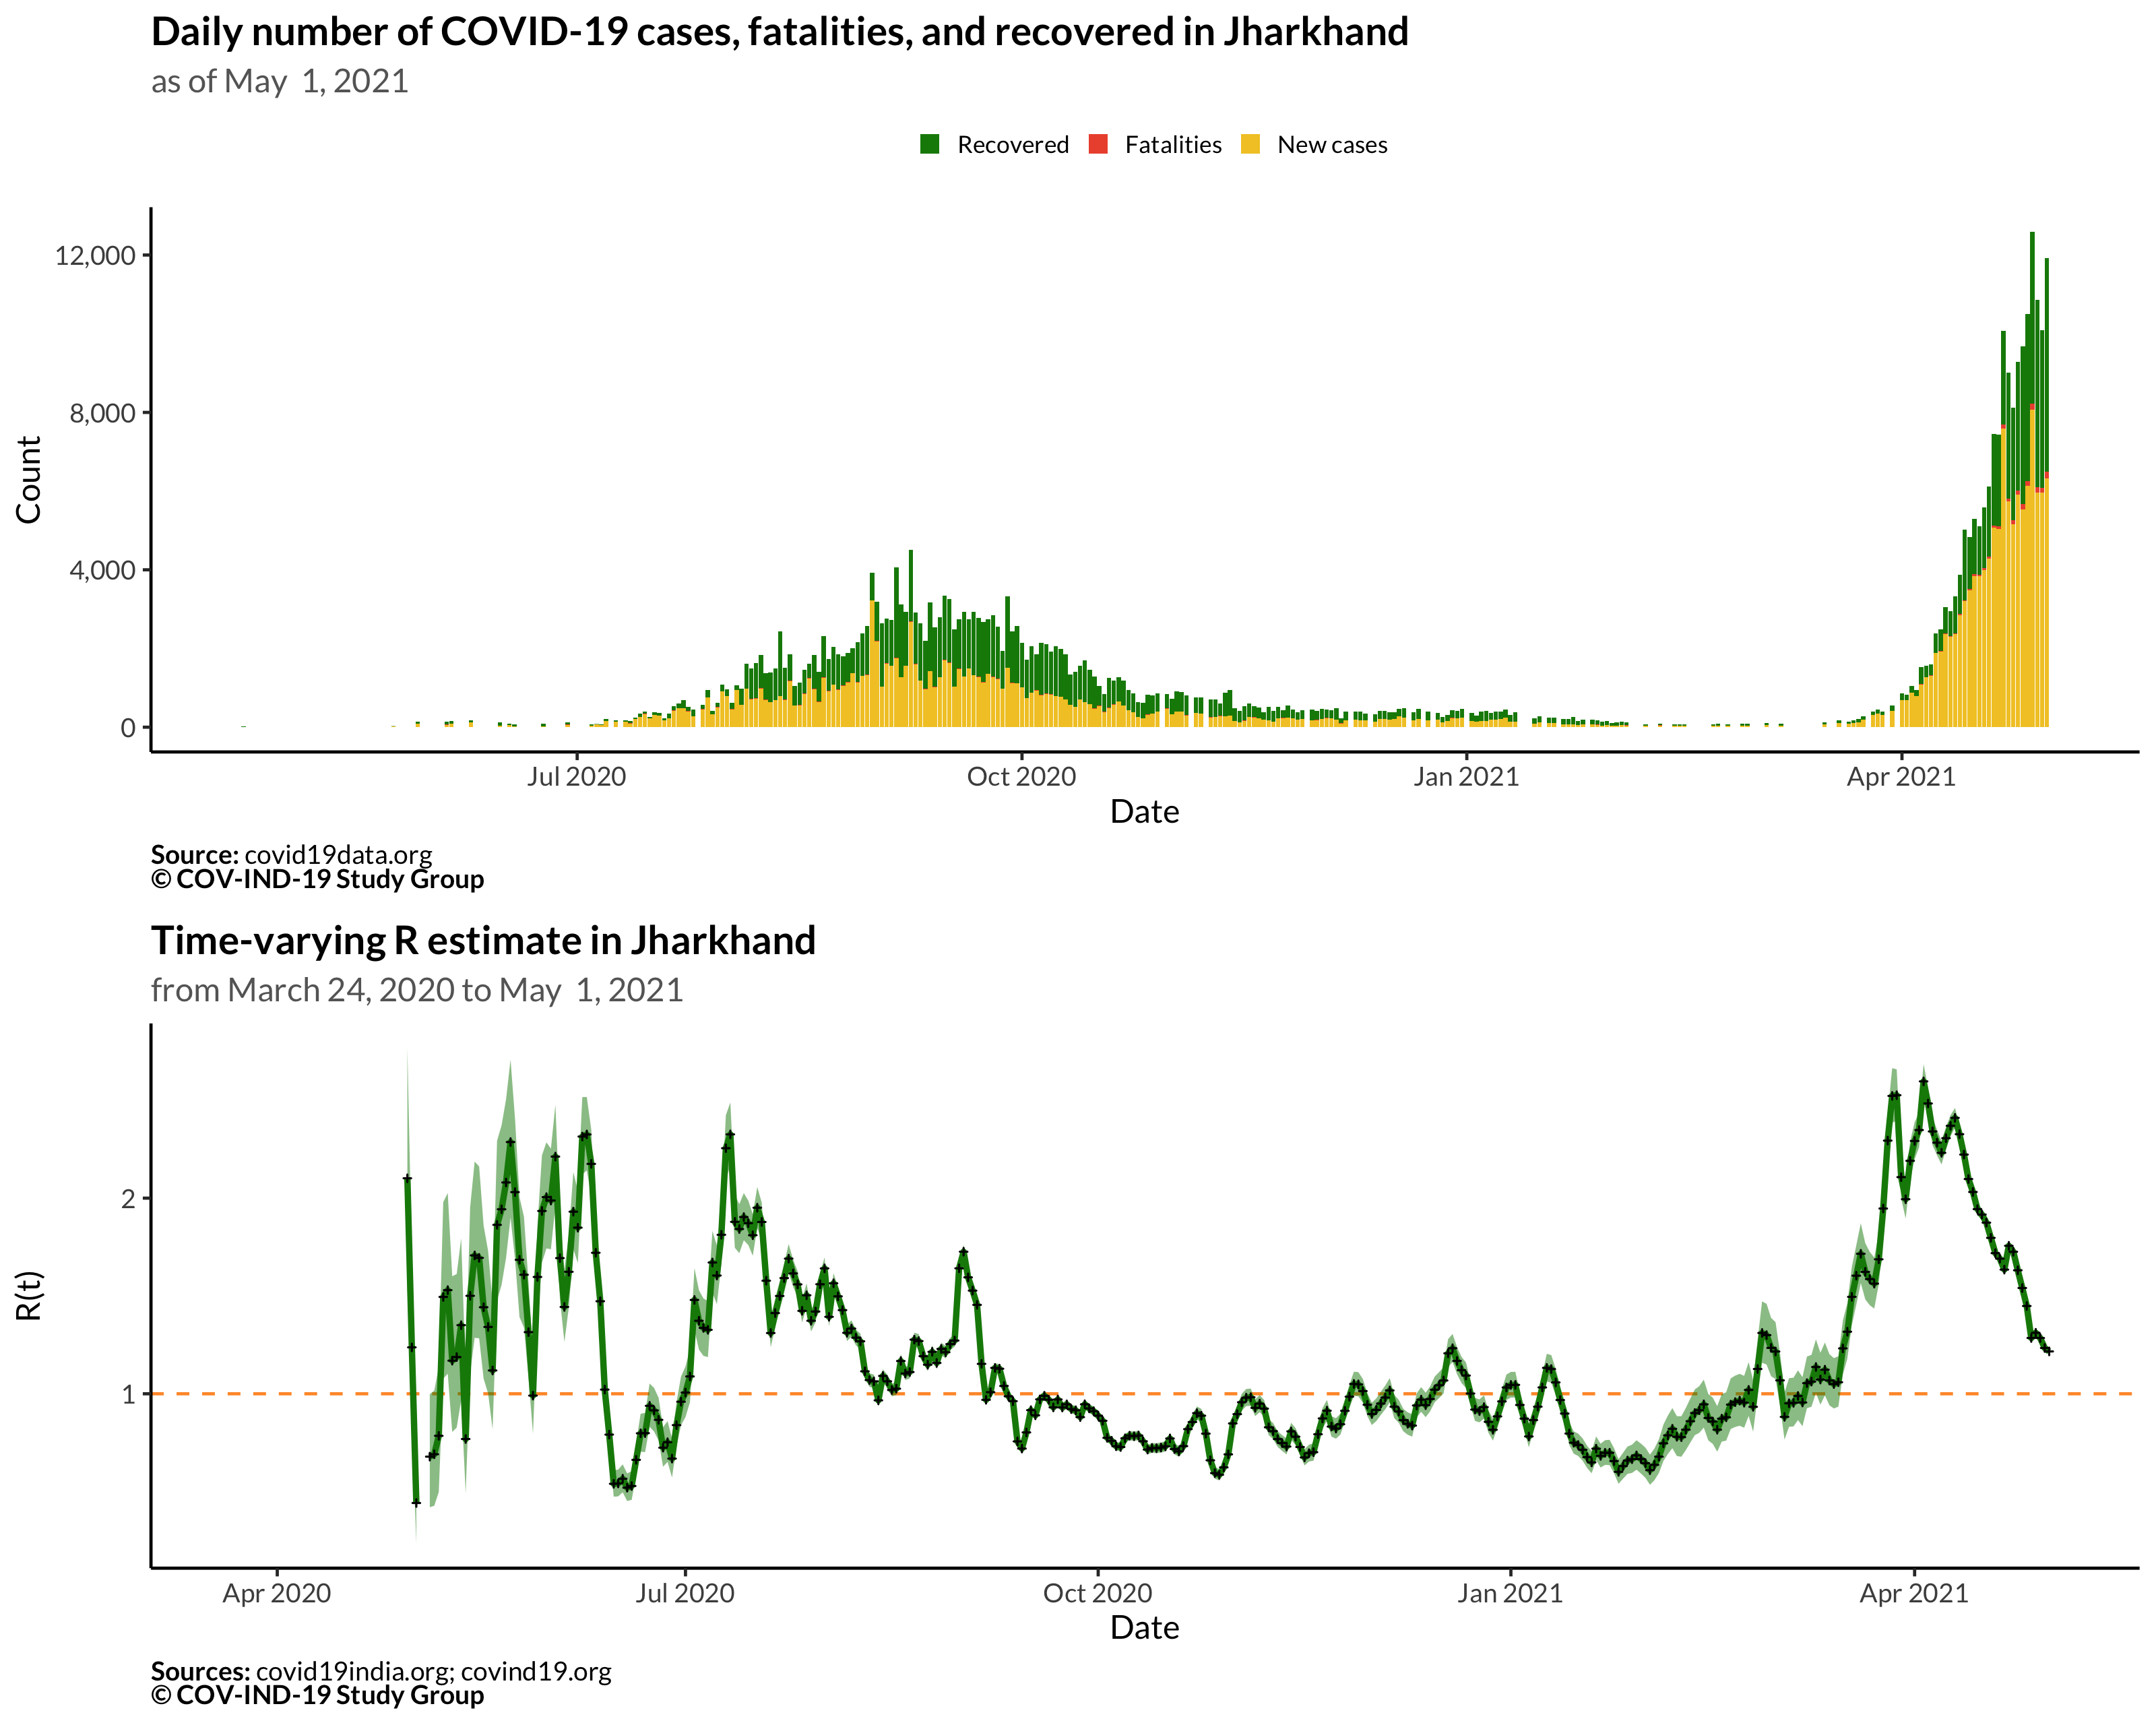 Daily number of COVID-19 cases, fatalities, and recovered in Jharkhand
as of May  1, 2021
Recovered Fatalities New cases
Count
12,000
8,000
4,000
0
Jul 2020 Oct 2020 Jan 2021 Apr 2021
Date
Source: covid19data.org
© COV-IND-19 Study Group
Time-varying R estimate in Jharkhand
from March 24, 2020 to May  1, 2021
R(t)
2
1
Apr 2020 Jul 2020 Oct 2020 Jan 2021 Apr 2021
Date
Sources: covid19india.org; covind19.org
© COV-IND-19 Study Group